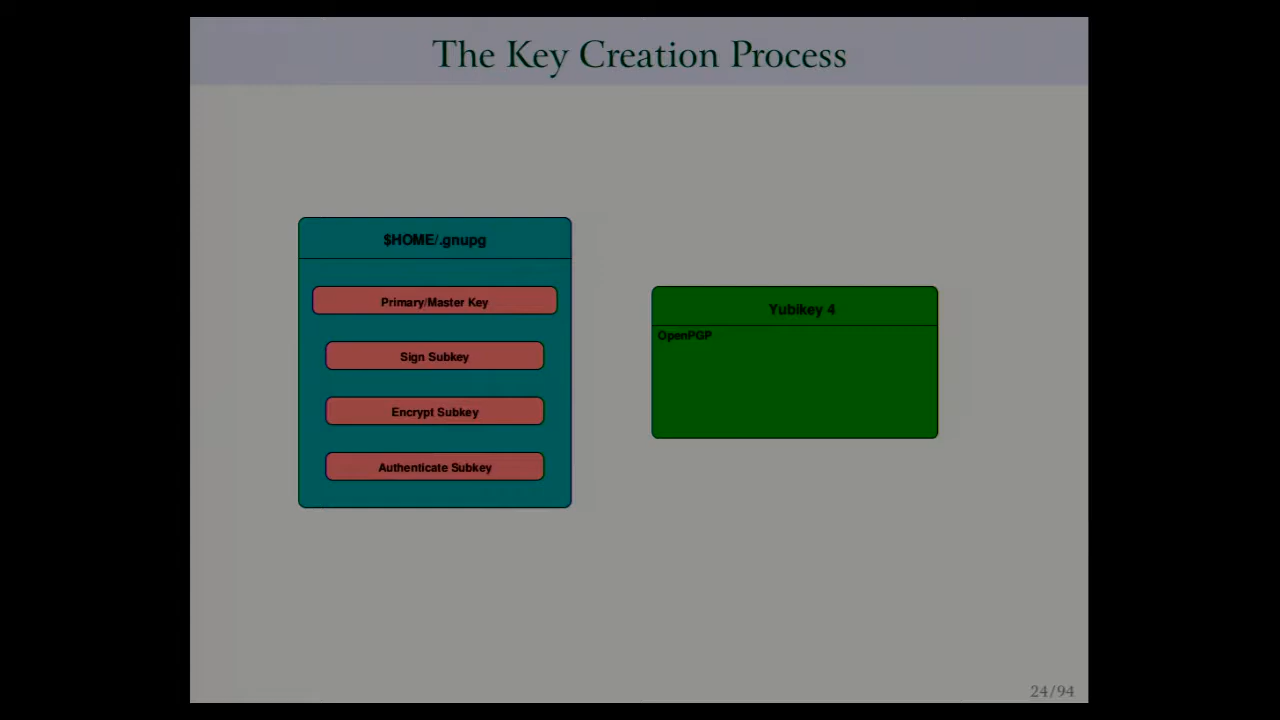 The Key Creation Process
$HOME/.gnupg
Primary/Master Key
Sign Subkey
Encrypt Subkey
Authenticate Subkey
Yubikey 4
OpenPGP
24/94